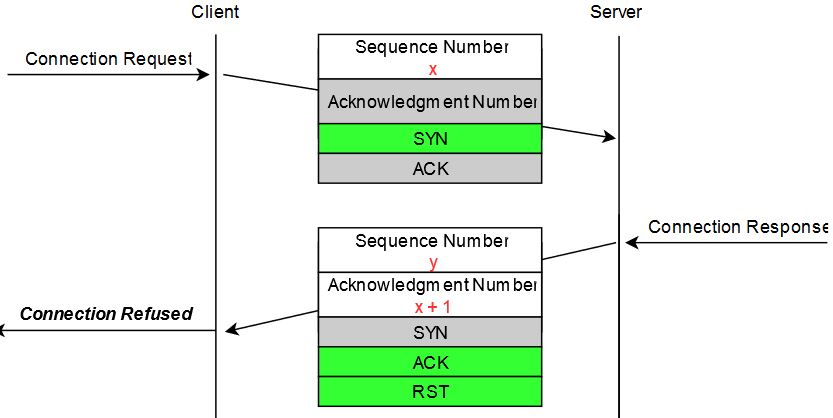 Client
Server
Connection Request
Sequence Number
x
Acknowledgment Number
SYN
ACK
Connection Response
Sequence Number
y
Acknowledgment Number
x + 1
Connection Refused
SYN
ACK
RST